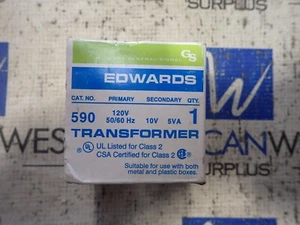 GS
EDWARDS
CAT. NO. PRIMARY SECONDARY QTY.
590 120V 50/60 Hz 10V 5VA 1
TRANSFORMER
UL Listed for Class 2
CSA Certified for Class 2
Suitable for use with both
metal and plastic boxes.
SURPLUS
WES CAN
SURPLUS